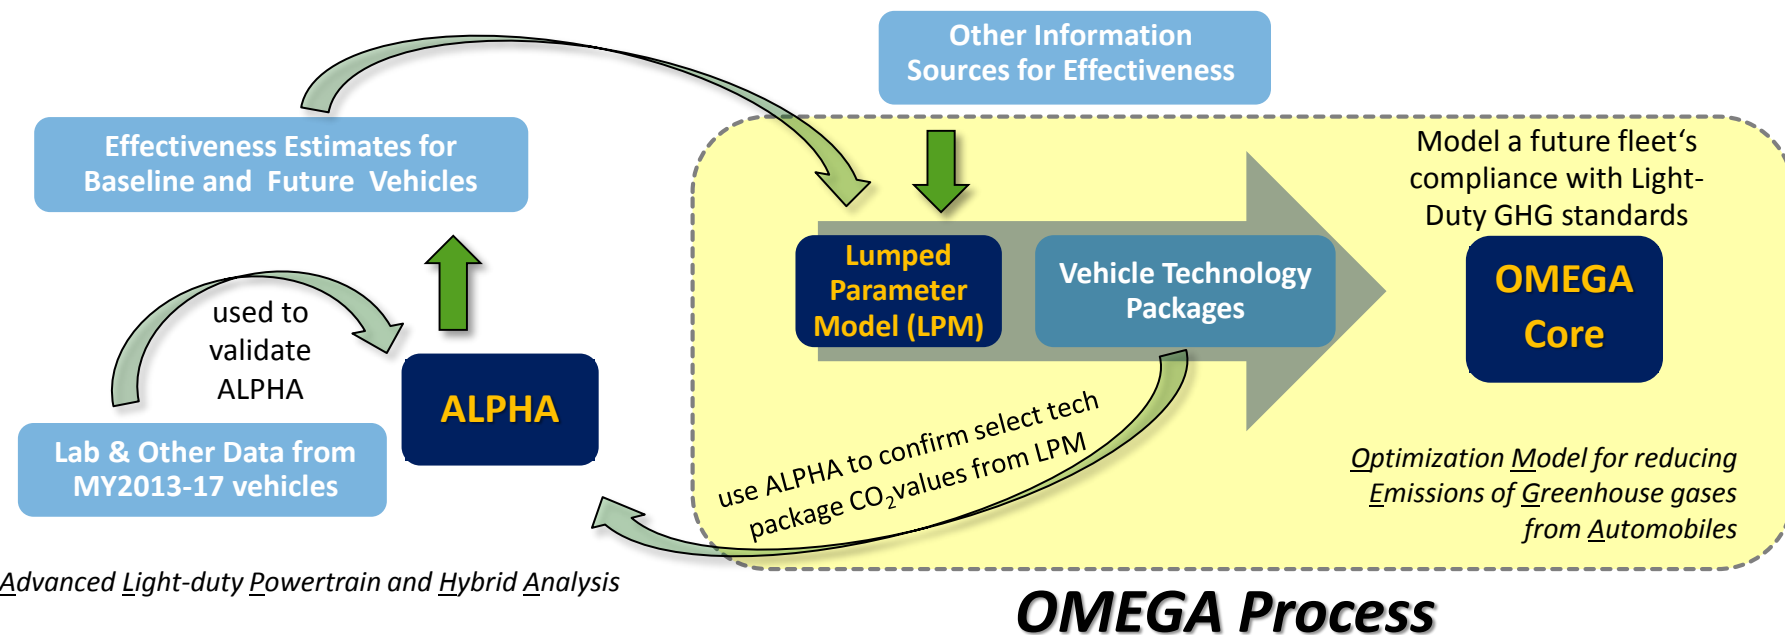 Other Information
Sources for Effectiveness
Effectiveness Estimates for
Baseline and Future Vehicles
Model a future fleet‘s
compliance with Light-
Duty GHG standards
Lumped
Parameter
Model (LPM)
Vehicle Technology
Packages
OMEGA
Core
used to
validate
ALPHA
ALPHA
Lab & Other Data from
MY2013-17 vehicles
use ALPHA to confirm select tech
package CO₂values from LPM
Optimization Model for reducing
Emissions of Greenhouse gases
from Automobiles
Advanced Light-duty Powertrain and Hybrid Analysis
OMEGA Process